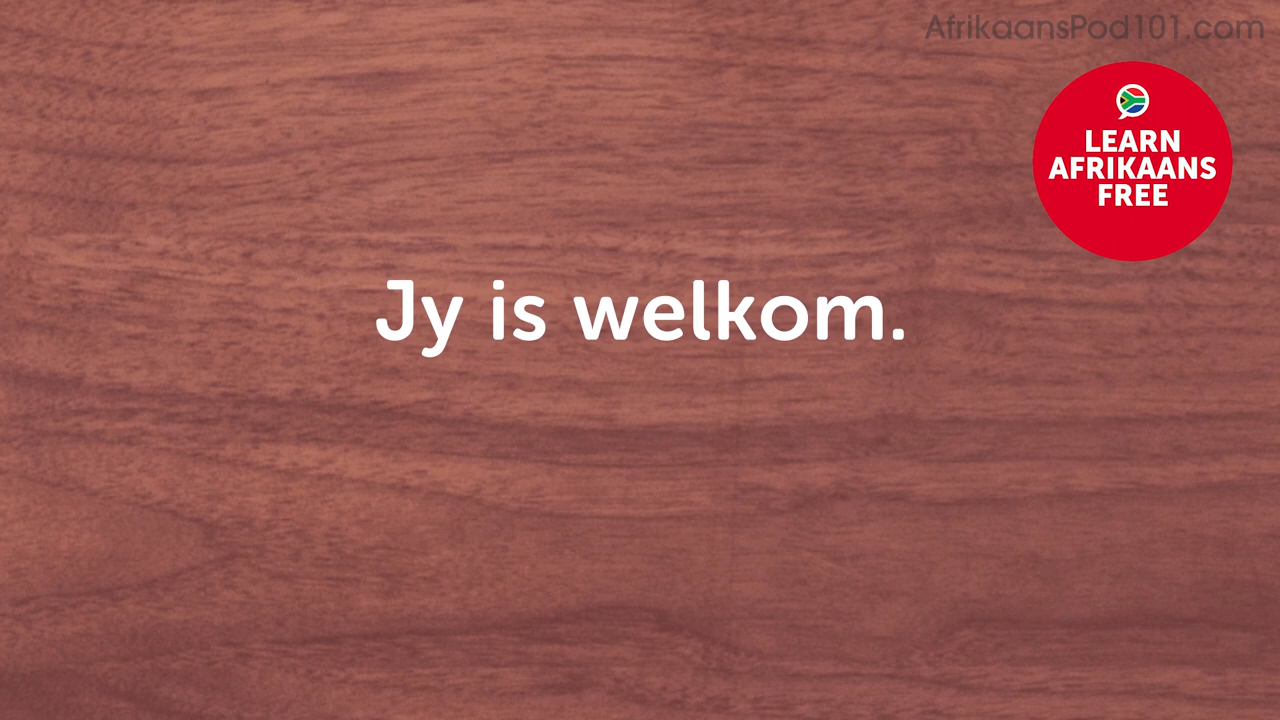 AfrikaansPod101.com
LEARN
AFRIKAANS
FREE
Jy is welkom.